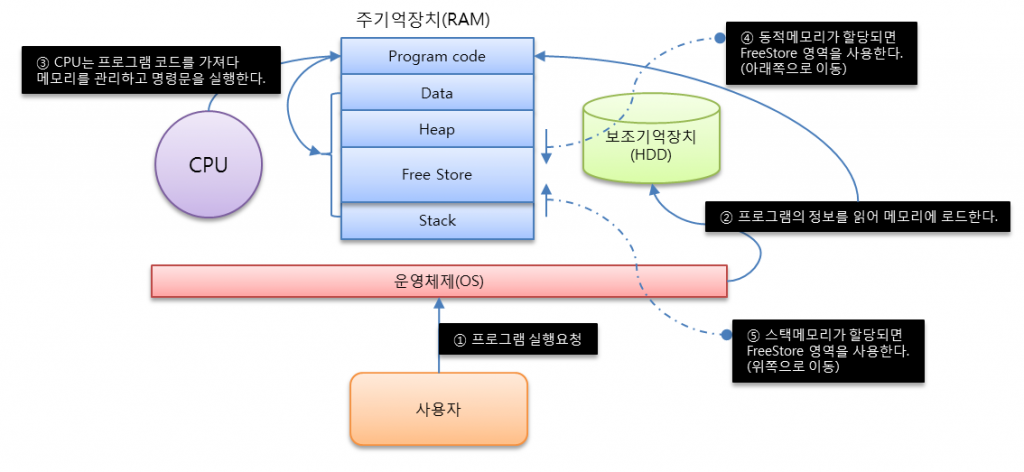 주기억장치(RAM)
Program code
Data
Heap
Free Store
Stack
③ CPU는 프로그램 코드를 가져다
메모리를 관리하고 명령문을 실행한다.
CPU
④ 동적메모리가 할당되면
FreeStore 영역을 사용한다.
(아래쪽으로 이동)
보조기억장치
(HDD)
② 프로그램의 정보를 읽어 메모리에 로드한다.
운영체제(OS)
① 프로그램 실행요청
⑤ 스택메모리가 할당되면
FreeStore 영역을 사용한다.
(위쪽으로 이동)
사용자